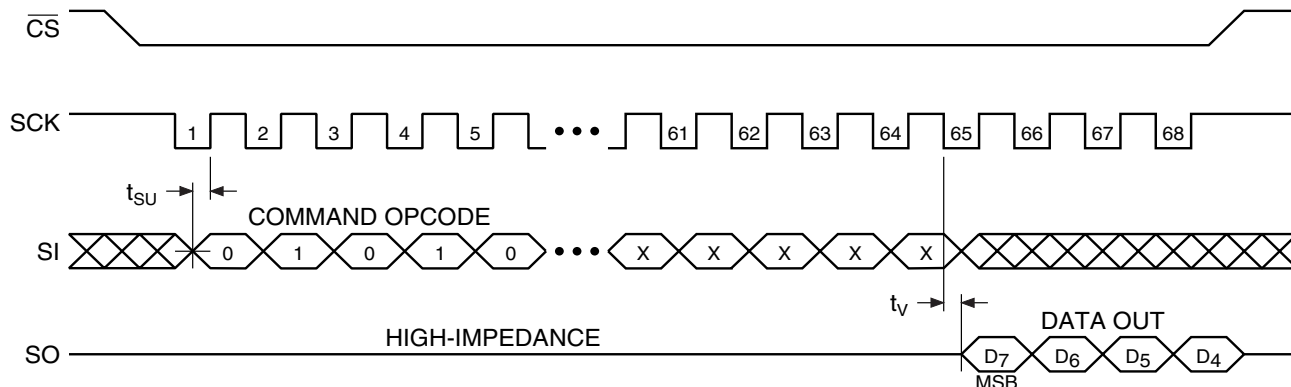 CS
SCK 1 2 3 4 5 ••• 61 62 63 64 65 66 67 68
tSU
COMMAND OPCODE
SI 0 1 0 1 0 ••• X X X X X
tV
HIGH-IMPEDANCE DATA OUT
SO D7 D6 D5 D4
MSB